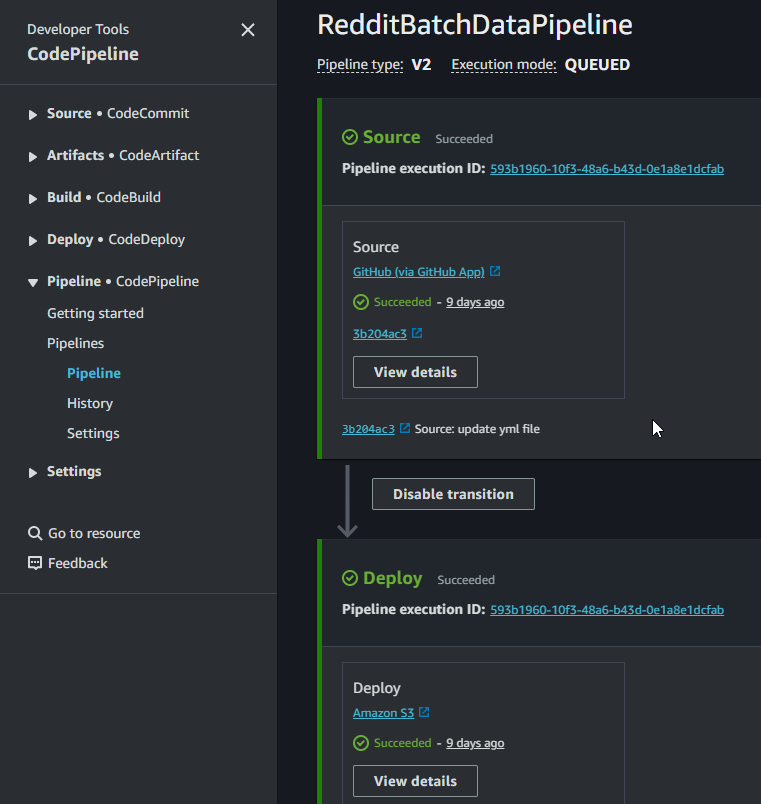 Developer Tools
CodePipeline
Source • CodeCommit
Artifacts • CodeArtifact
Build • CodeBuild
Deploy • CodeDeploy
Pipeline • CodePipeline
Getting started
Pipelines
Pipeline
History
Settings
Settings
Go to resource
Feedback
RedditBatchDataPipeline
Pipeline type: V2 Execution mode: QUEUED
Source Succeeded
Pipeline execution ID: 593b1960-10f3-48a6-b43d-0e1a8e1dcfab
Source
GitHub (via GitHub App)
Succeeded - 9 days ago
3b204ac3
View details
3b204ac3 Source: update yml file
Disable transition
Deploy Succeeded
Pipeline execution ID: 593b1960-10f3-48a6-b43d-0e1a8e1dcfab
Deploy
Amazon S3
Succeeded - 9 days ago
View details